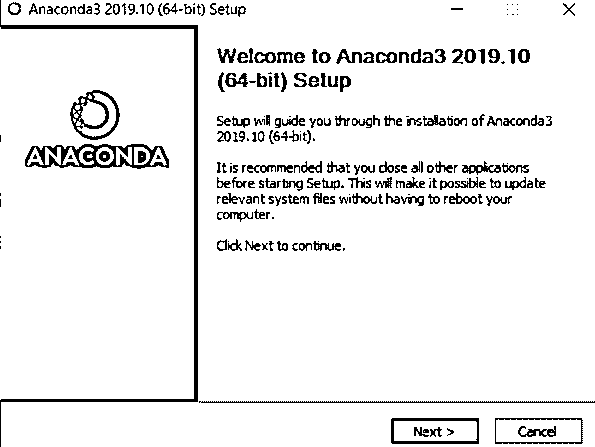 Anaconda3 2019.10 (64-bit) Setup
Welcome to Anaconda3 2019.10
(64-bit) Setup
ANACONDA
Setup will guide you through the installation of Anaconda3
2019.10 (64-bit).
It is recommended that you close all other applications
before starting Setup. This will make it possible to update
relevant system files without having to reboot your
computer.
Click Next to continue.
Next >
Cancel